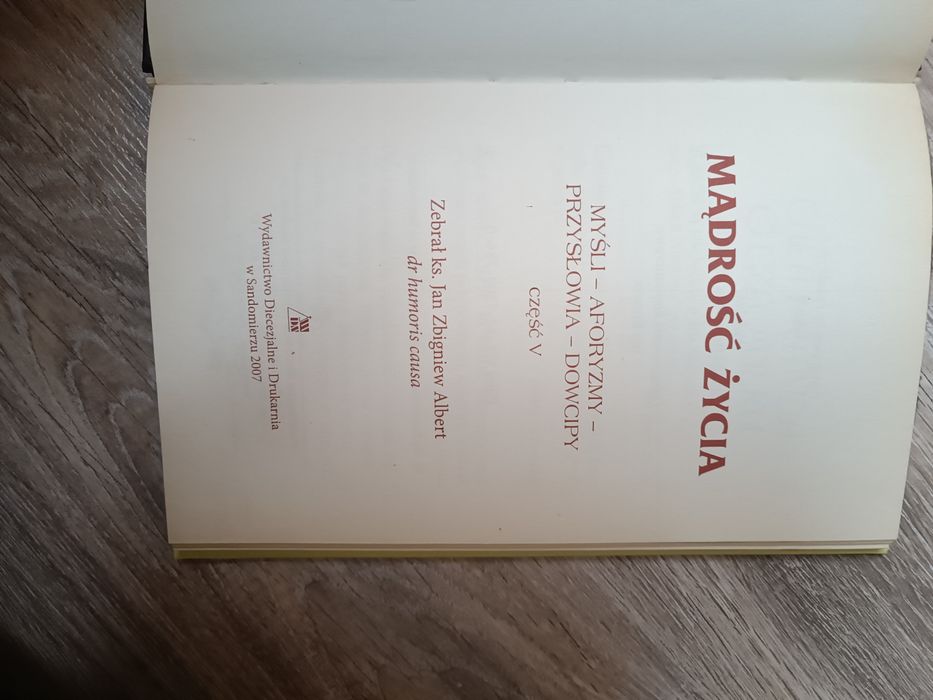 MĄDROŚĆ ŻYCIA
MYŚLI – AFORYZMY –
PRZYSŁOWIA – DOWCIPY
CZĘŚĆ V
Zebrał ks. Jan Zbigniew Albert
dr humoris causa
Wydawnictwo Diecezjalne i Drukarnia
w Sandomierzu 2007